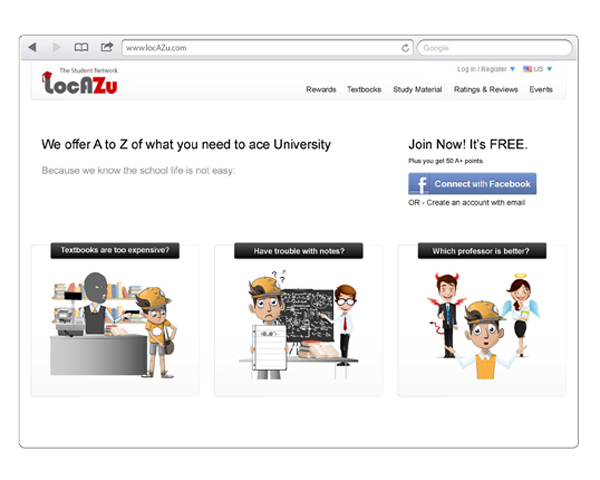 www.locAZu.com
Google
The Student Network
LocAZu
Log in / Register
US
Rewards
Textbooks
Study Material
Ratings & Reviews
Events
We offer A to Z of what you need to ace University
Because we know the school life is not easy:
Join Now! It's FREE.
Plus you get 50 A+ points.
f Connect with Facebook
OR - Create an account with email
Textbooks are too expensive?
Have trouble with notes?
Which professor is better?
? ? ?